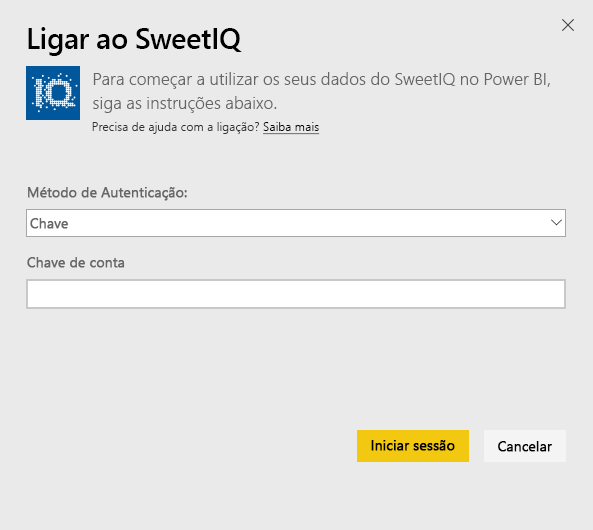 Ligar ao SweetIQ
IQ
Para começar a utilizar os seus dados do SweetIQ no Power BI,
siga as instruções abaixo.
Precisa de ajuda com a ligação? Saiba mais
Método de Autenticação:
Chave
Chave de conta
Iniciar sessão
Cancelar